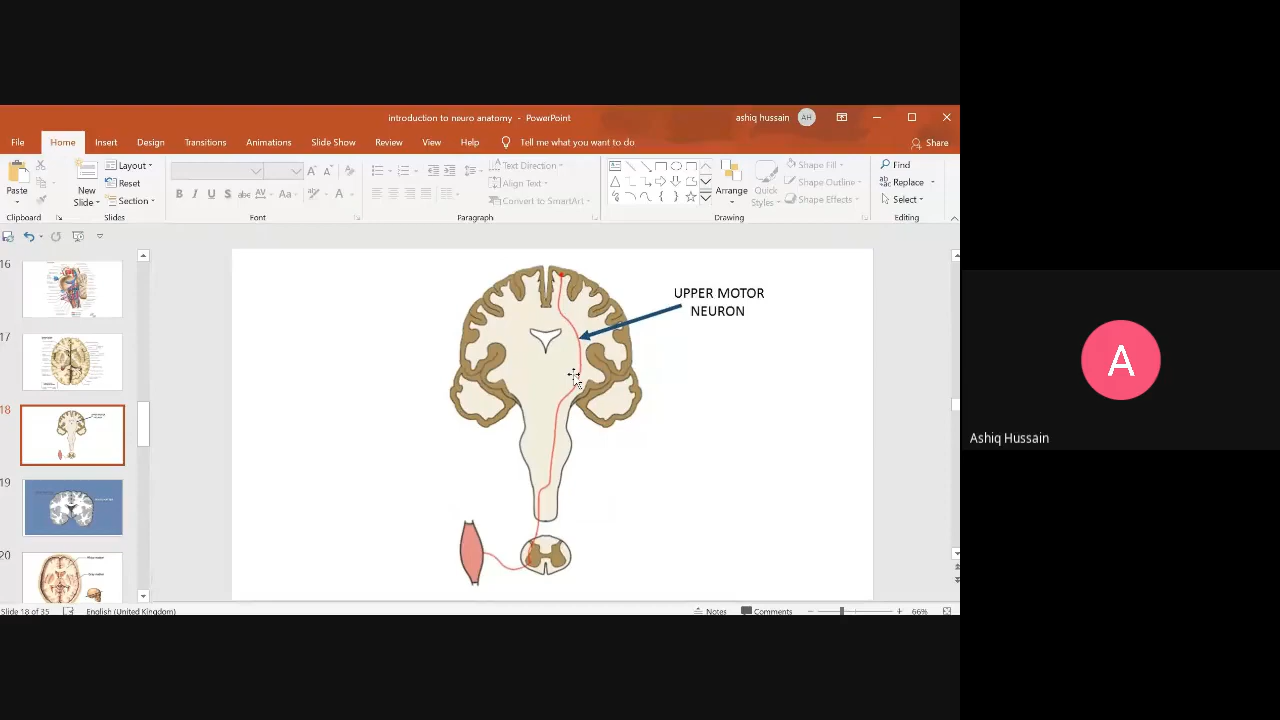 introduction to neuro anatomy - PowerPoint
ashiq hussain
AH
File Home Insert Design Transitions Animations Slide Show Review View Help Tell me what you want to do
Share
Paste
New
Slide
Layout
Reset
Section
B I U S abc AV Aa A
Text Direction
Align Text
Convert to SmartArt
Arrange
Quick
Styles
Shape Fill
Shape Outline
Shape Effects
Find
Replace
Select
Clipboard Slides Font Paragraph Drawing Editing
16
17
18
19
20
UPPER MOTOR
NEURON
Slide 18 of 35 English (United Kingdom) Notes Comments 66%
A
Ashiq Hussain